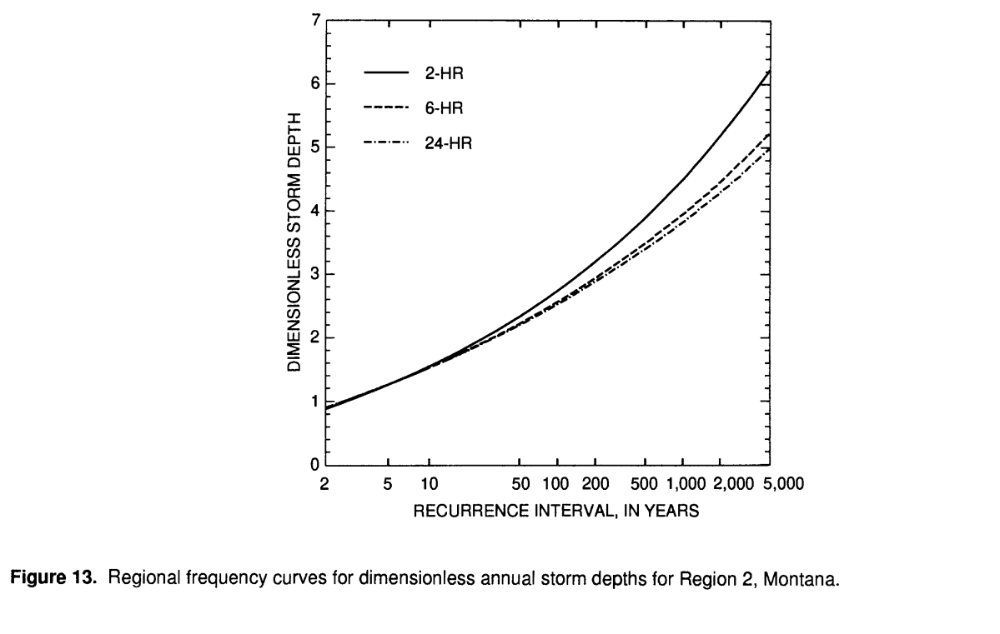 7
6
5
4
3
2
1
0
DIMENSIONLESS STORM DEPTH
2-HR
6-HR
24-HR
2 5 10 50 100 200 500 1,000 2,000 5,000
RECURRENCE INTERVAL, IN YEARS
Figure 13. Regional frequency curves for dimensionless annual storm depths for Region 2, Montana.